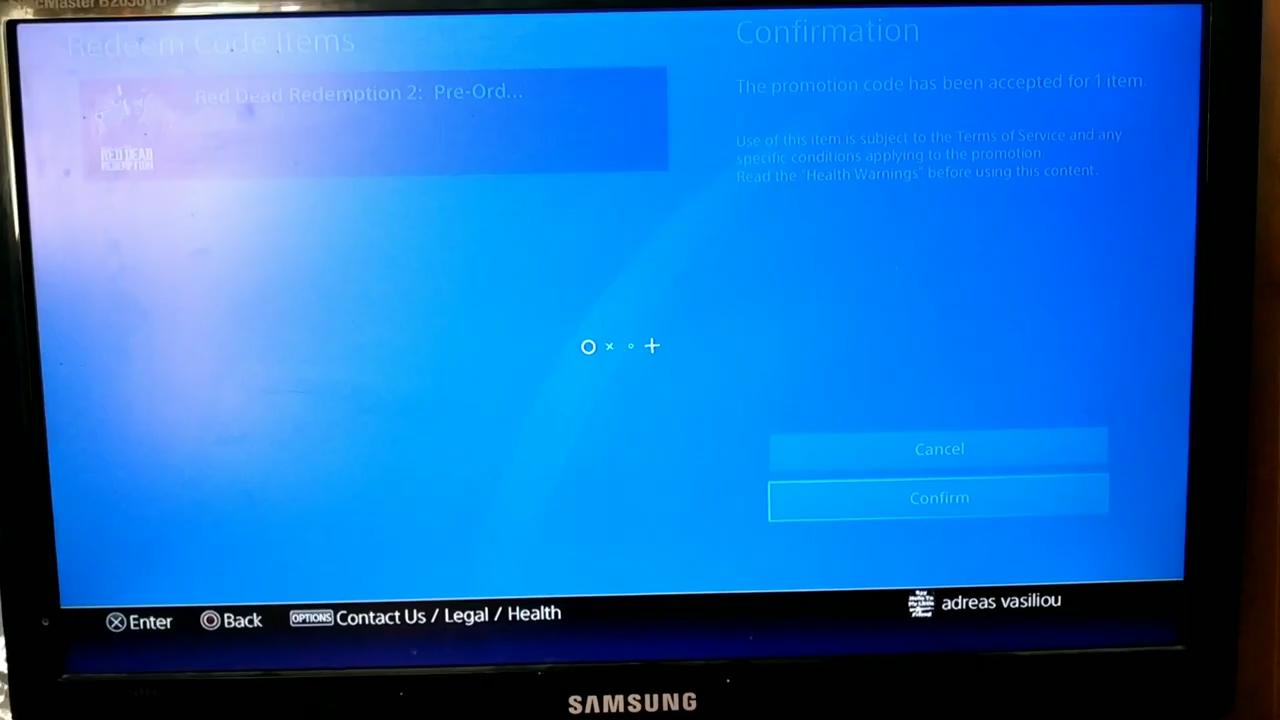 Redeem Code Items
Red Dead Redemption 2: Pre-Ord...
RED DEAD
REDEMPTION
Confirmation
The promotion code has been accepted for 1 item.
Use of this item is subject to the Terms of Service and any
specific conditions applying to the promotion.
Read the "Health Warnings" before using this content.
Cancel
Confirm
Enter
Back
OPTIONS Contact Us / Legal / Health
adreas vasiliou
SAMSUNG